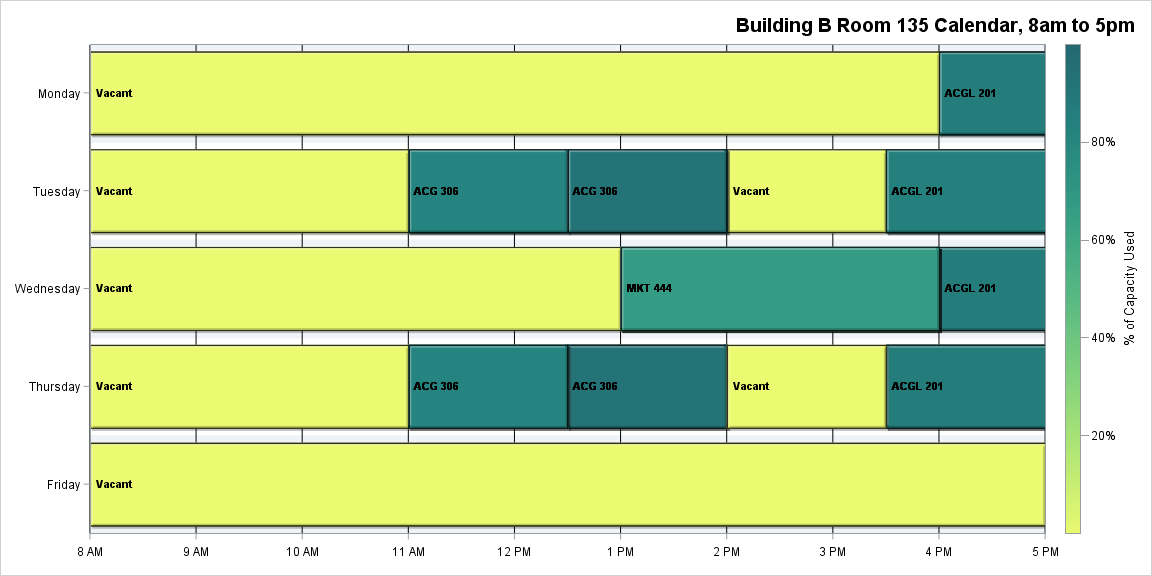 Building B Room 135 Calendar, 8am to 5pm
Monday
Vacant
ACGL 201
Tuesday
Vacant
ACG 306
ACG 306
Vacant
ACGL 201
Wednesday
Vacant
MKT 444
ACGL 201
Thursday
Vacant
ACG 306
ACG 306
Vacant
ACGL 201
Friday
Vacant
8 AM
9 AM
10 AM
11 AM
12 PM
1 PM
2 PM
3 PM
4 PM
5 PM
80%
60%
40%
20%
% of Capacity Used